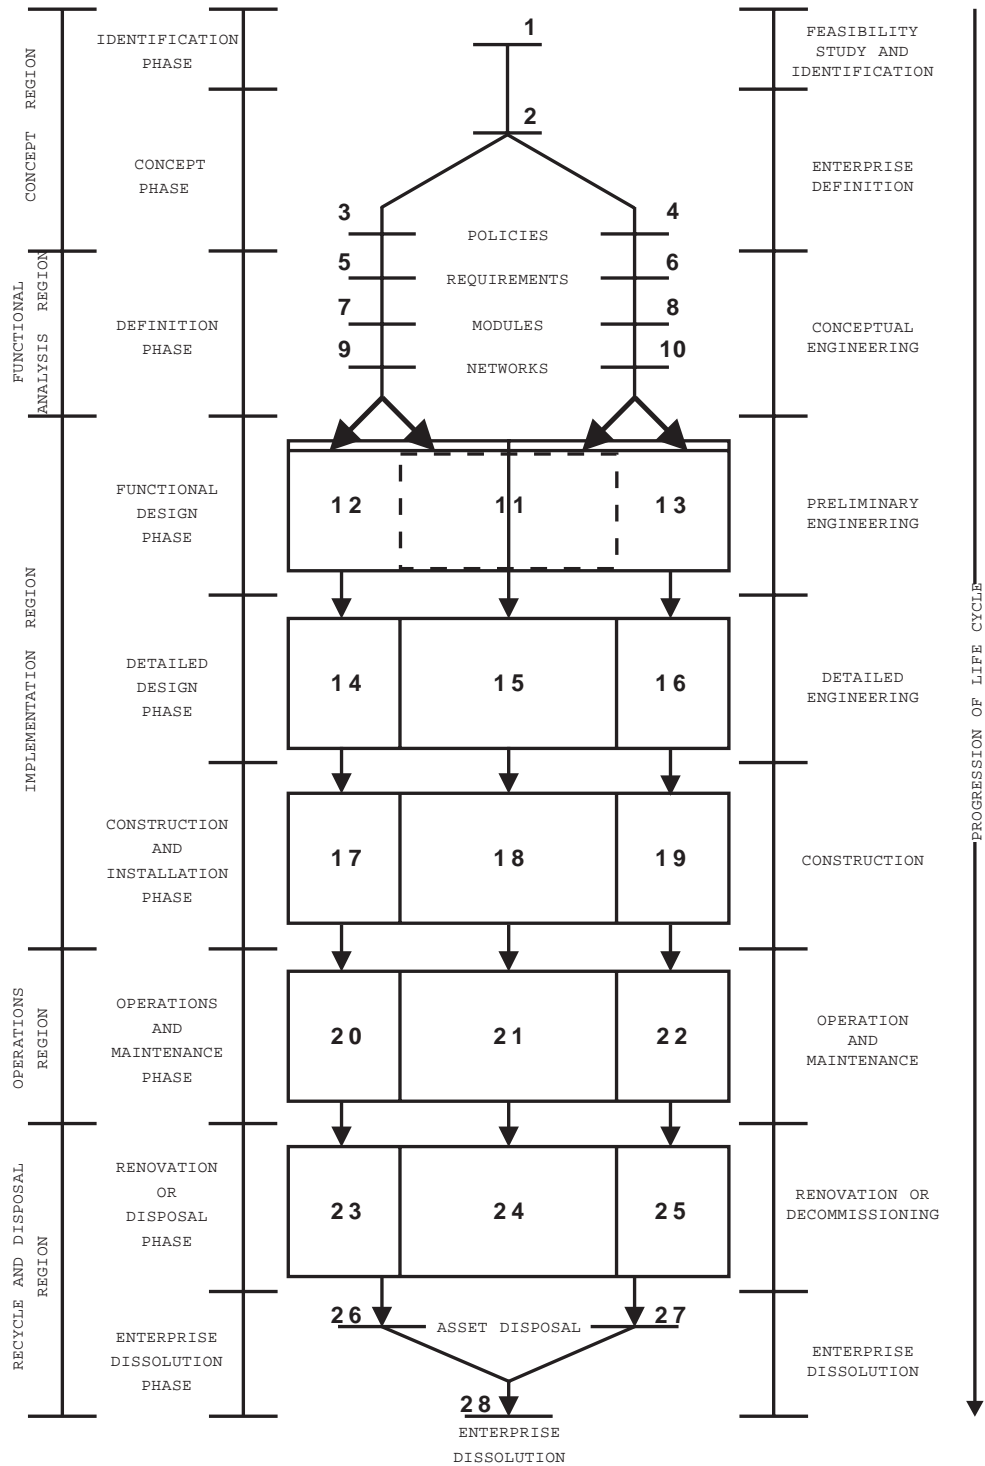 CONCEPT REGION
FUNCTIONAL
ANALYSIS REGION
IMPLEMENTATION REGION
OPERATIONS
REGION
RECYCLE AND DISPOSAL
REGION
IDENTIFICATION
PHASE
CONCEPT
PHASE
DEFINITION
PHASE
FUNCTIONAL
DESIGN
PHASE
DETAILED
DESIGN
PHASE
CONSTRUCTION
AND
INSTALLATION
PHASE
OPERATIONS
AND
MAINTENANCE
PHASE
RENOVATION
OR
DISPOSAL
PHASE
ENTERPRISE
DISSOLUTION
PHASE
1
2
3 4
POLICIES
5 6
REQUIREMENTS
7 8
MODULES
9 10
NETWORKS
12 11 13
14 15 16
17 18 19
20 21 22
23 24 25
26 ASSET DISPOSAL 27
28
ENTERPRISE
DISSOLUTION
FEASIBILITY
STUDY AND
IDENTIFICATION
ENTERPRISE
DEFINITION
CONCEPTUAL
ENGINEERING
PRELIMINARY
ENGINEERING
DETAILED
ENGINEERING
CONSTRUCTION
OPERATION
AND
MAINTENANCE
RENOVATION OR
DECOMMISSIONING
ENTERPRISE
DISSOLUTION
PROGRESSION OF LIFE CYCLE